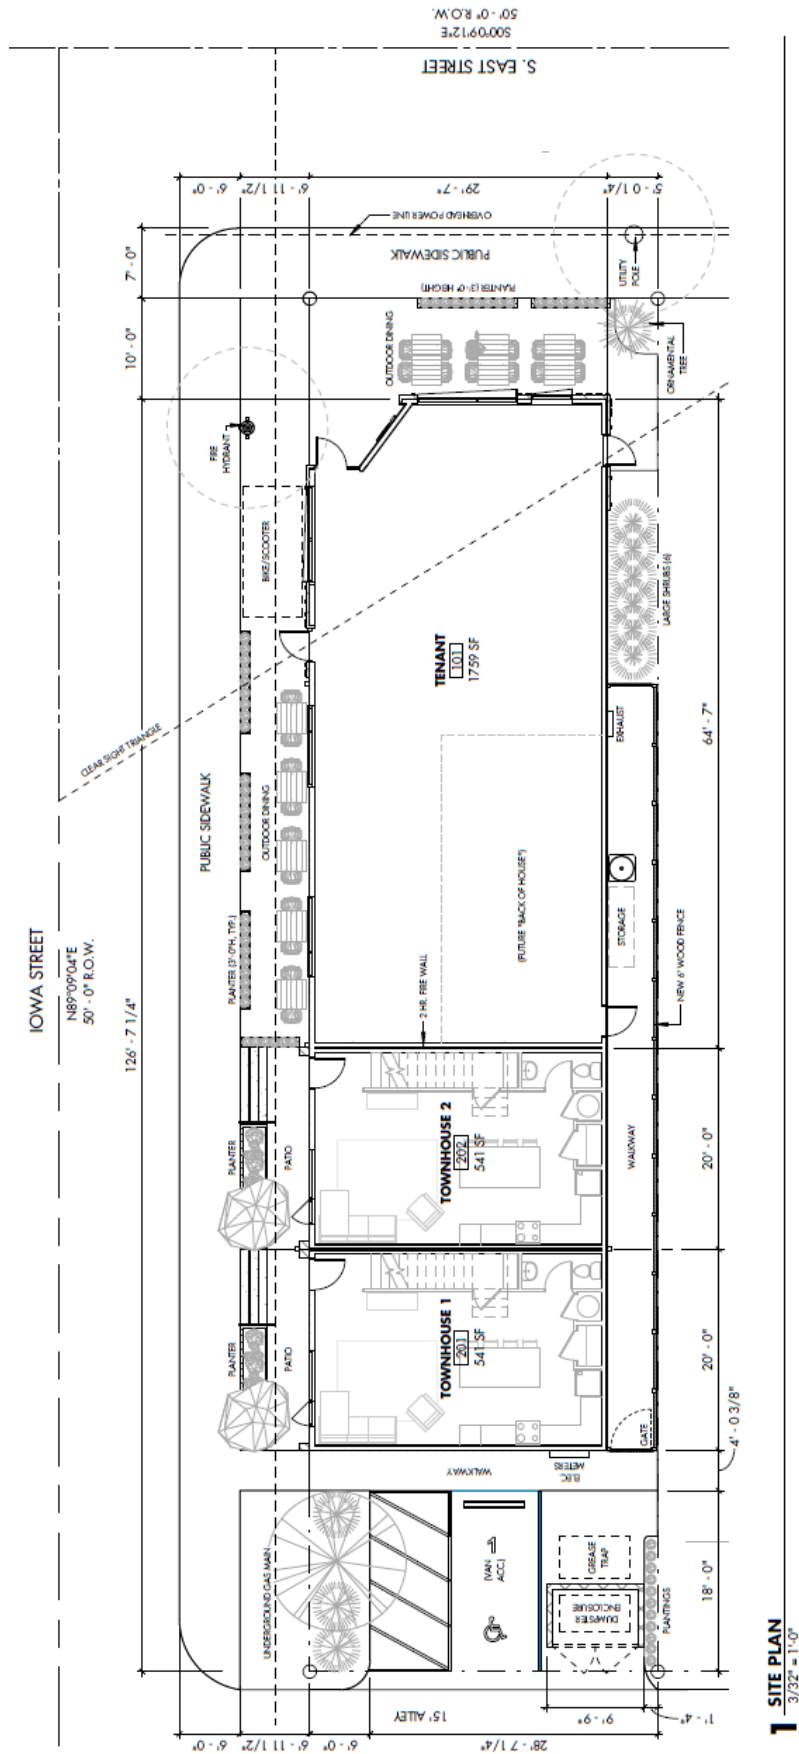 50' - 0" R.O.W.
S00°09'12"E
S. EAST STREET
6' - 0"
6' - 11 1/2"
29' - 7"
5' - 0 1/4"
OVERHEAD POWER LINE
7' - 0"
PUBLIC SIDEWALK
UTILITY
POLE
PLANTER (3'-0" HEIGHT)
10' - 0"
OUTDOOR DINING
ORNAMENTAL
TREE
FIRE
HYDRANT
BIKE/SCOOTER
LARGE SHRUBS (6)
TENANT
101
1759 SF
CLEAR SIGHT TRIANGLE
EXHAUST
64' - 7"
PUBLIC SIDEWALK
OUTDOOR DINING
(FUTURE "BACK OF HOUSE")
STORAGE
PLANTER (3'-0"H, TYP.)
IOWA STREET
N89°09'04"E
50' - 0" R.O.W.
2 HR. FIRE WALL
NEW 6' WOOD FENCE
126' - 7 1/4"
PLANTER
PATIO
TOWNHOUSE 2
202
541 SF
WALKWAY
20' - 0"
PLANTER
PATIO
TOWNHOUSE 1
201
541 SF
20' - 0"
GATE
4' - 0 3/8"
WALKWAY
ELEC.
METERS
UNDERGROUND GAS MAIN
(VAN
ACC.)
GREASE
TRAP
DUMPSTER
ENCLOSURE
PLANTINGS
18' - 0"
15' ALLEY
9' - 9"
1' - 4"
6' - 0"
6' - 11 1/2"
6' - 0"
28' - 7 1/4"
1
SITE PLAN
3/32" = 1'-0"